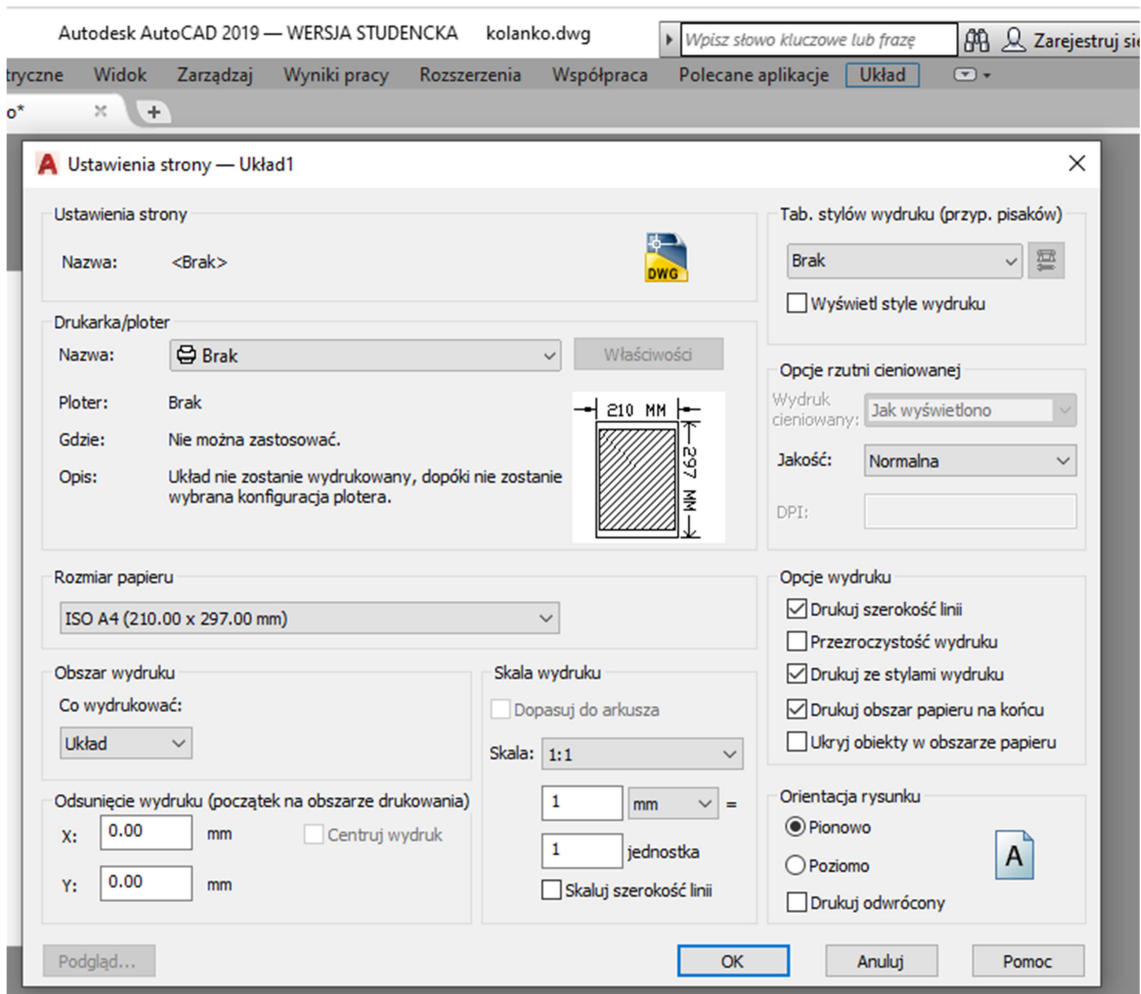 Autodesk AutoCAD 2019 — WERSJA STUDENCKA kolanko.dwg
Wpisz słowo kluczowe lub frazę
Zarejestruj się
tryczne Widok Zarządzaj Wyniki pracy Rozszerzenia Współpraca Polecane aplikacje Układ
o*
Ustawienia strony — Układ1
Ustawienia strony
Nazwa: <Brak>
DWG
Drukarka/ploter
Nazwa: Brak
Właściwości
Ploter: Brak
Gdzie: Nie można zastosować.
Opis: Układ nie zostanie wydrukowany, dopóki nie zostanie
wybrana konfiguracja plotera.
210 MM
297 MM
Rozmiar papieru
ISO A4 (210.00 x 297.00 mm)
Obszar wydruku
Co wydrukować:
Układ
Odsunięcie wydruku (początek na obszarze drukowania)
X: 0.00 mm
Centruj wydruk
Y: 0.00 mm
Skala wydruku
Dopasuj do arkusza
Skala: 1:1
1 mm =
1 jednostka
Skaluj szerokość linii
Tab. stylów wydruku (przyp. pisaków)
Brak
Wyświetl style wydruku
Opcje rzutni cieniowanej
Wydruk
cieniowany: Jak wyświetlono
Jakość: Normalna
DPI:
Opcje wydruku
Drukuj szerokość linii
Przezroczystość wydruku
Drukuj ze stylami wydruku
Drukuj obszar papieru na końcu
Ukryj obiekty w obszarze papieru
Orientacja rysunku
Pionowo
Poziomo
A
Drukuj odwrócony
Podgląd...
OK
Anuluj
Pomoc